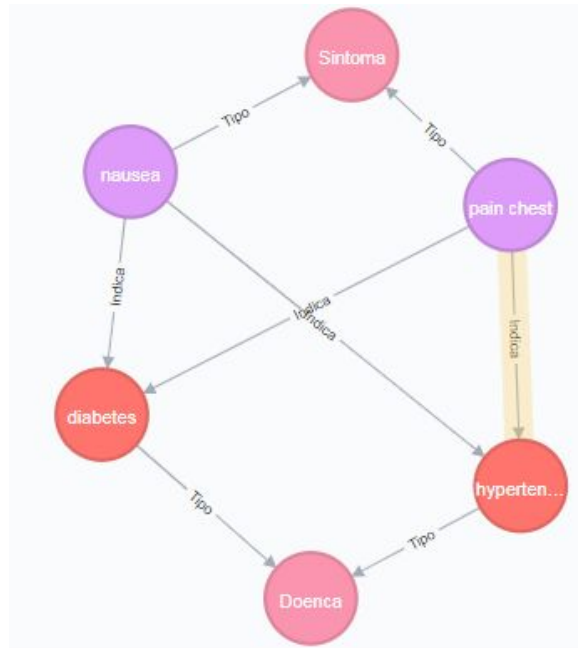 Sintoma
Tipo
Tipo
nausea
pain chest
Indica
Indica
Indica
Indica
diabetes
hyperten...
Tipo
Tipo
Doenca